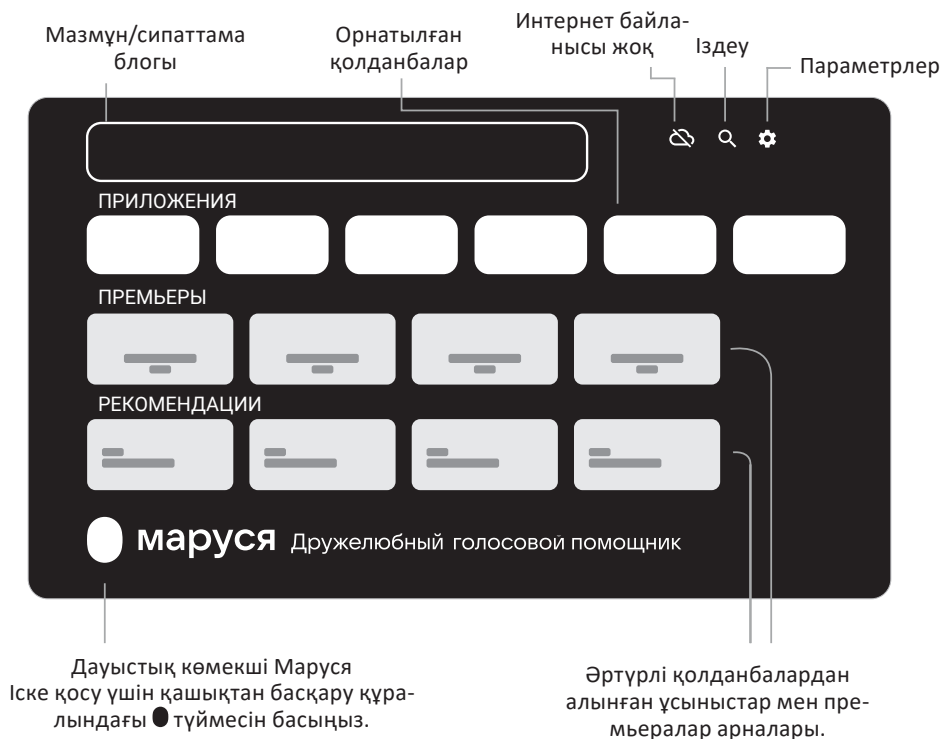 Мазмұн/сипаттама
блогы
Орнатылған
қолданбалар
Интернет байла-
нысы жоқ
Іздеу
Параметрлер
ПРИЛОЖЕНИЯ
ПРЕМЬЕРЫ
РЕКОМЕНДАЦИИ
маруся Дружелюбный голосовой помощник
Дауыстық көмекші Маруся
Іске қосу үшін қашықтан басқару құра-
лындағы түймесін басыңыз.
Әртүрлі қолданбалардан
алынған ұсыныстар мен пре-
мьералар арналары.